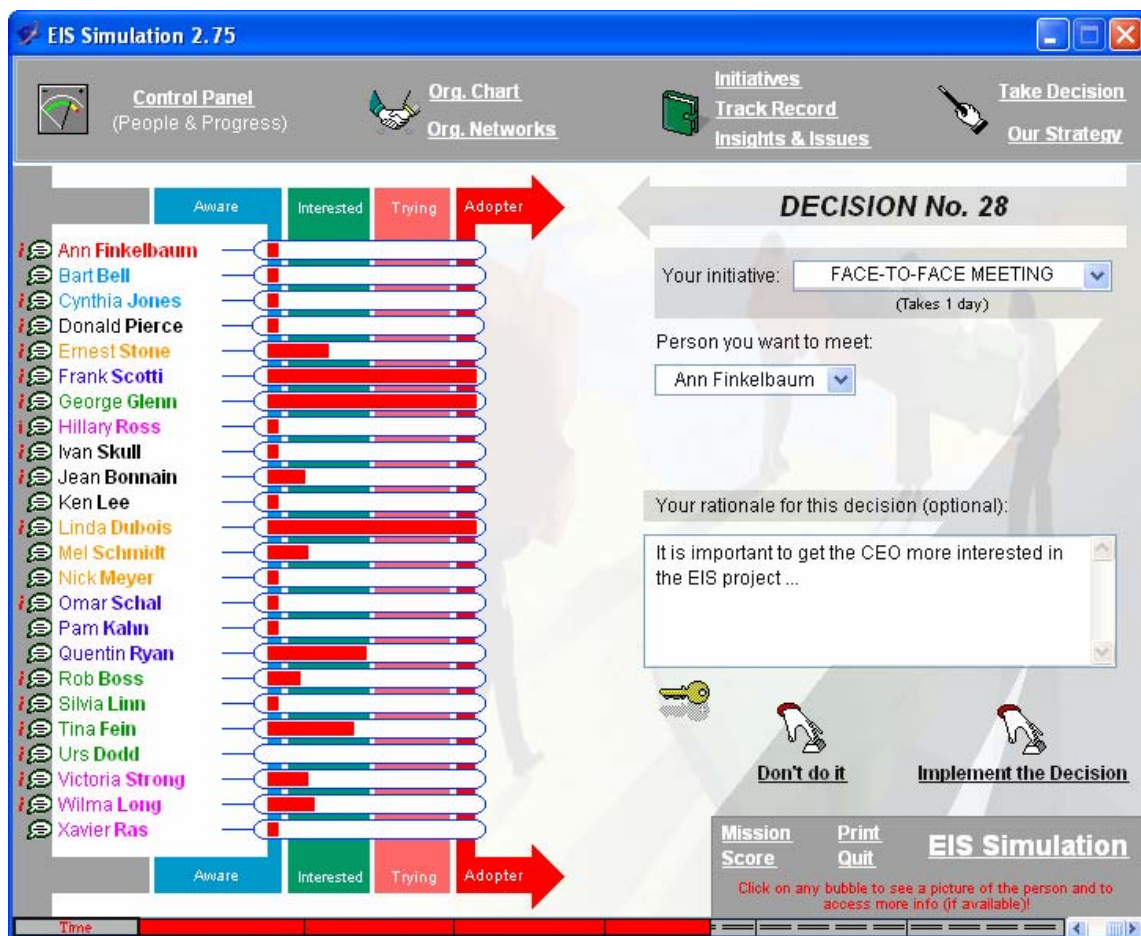 EIS Simulation 2.75
Control Panel
(People & Progress)
Org. Chart
Org. Networks
Initiatives
Track Record
Insights & Issues
Take Decision
Our Strategy
Aware
Interested
Trying
Adopter
i Ann Finkelbaum
Bart Bell
i Cynthia Jones
i Donald Pierce
i Ernest Stone
i Frank Scotti
i George Glenn
i Hillary Ross
i Ivan Skull
i Jean Bonnain
Ken Lee
i Linda Dubois
Mel Schmidt
Nick Meyer
i Omar Schal
Pam Kahn
Quentin Ryan
i Rob Boss
i Silvia Linn
i Tina Fein
i Urs Dodd
i Victoria Strong
i Wilma Long
Xavier Ras
Aware
Interested
Trying
Adopter
Time
DECISION No. 28
Your initiative: FACE-TO-FACE MEETING
(Takes 1 day)
Person you want to meet:
Ann Finkelbaum
Your rationale for this decision (optional):
It is important to get the CEO more interested in
the EIS project ...
Don't do it
Implement the Decision
Mission
Score
Print
Quit
EIS Simulation
Click on any bubble to see a picture of the person and to
access more info (if available)!